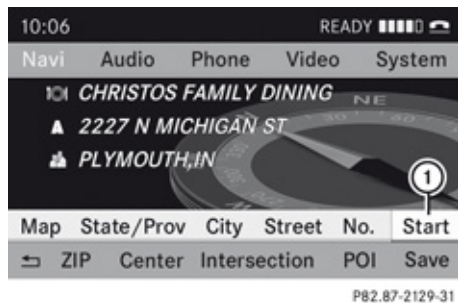 10:06 READY
Navi Audio Phone Video System
CHRISTOS FAMILY DINING
NE
2227 N MICHIGAN ST
PLYMOUTH,IN
1
Map State/Prov City Street No. Start
ZIP Center Intersection POI Save
P82.87-2129-31